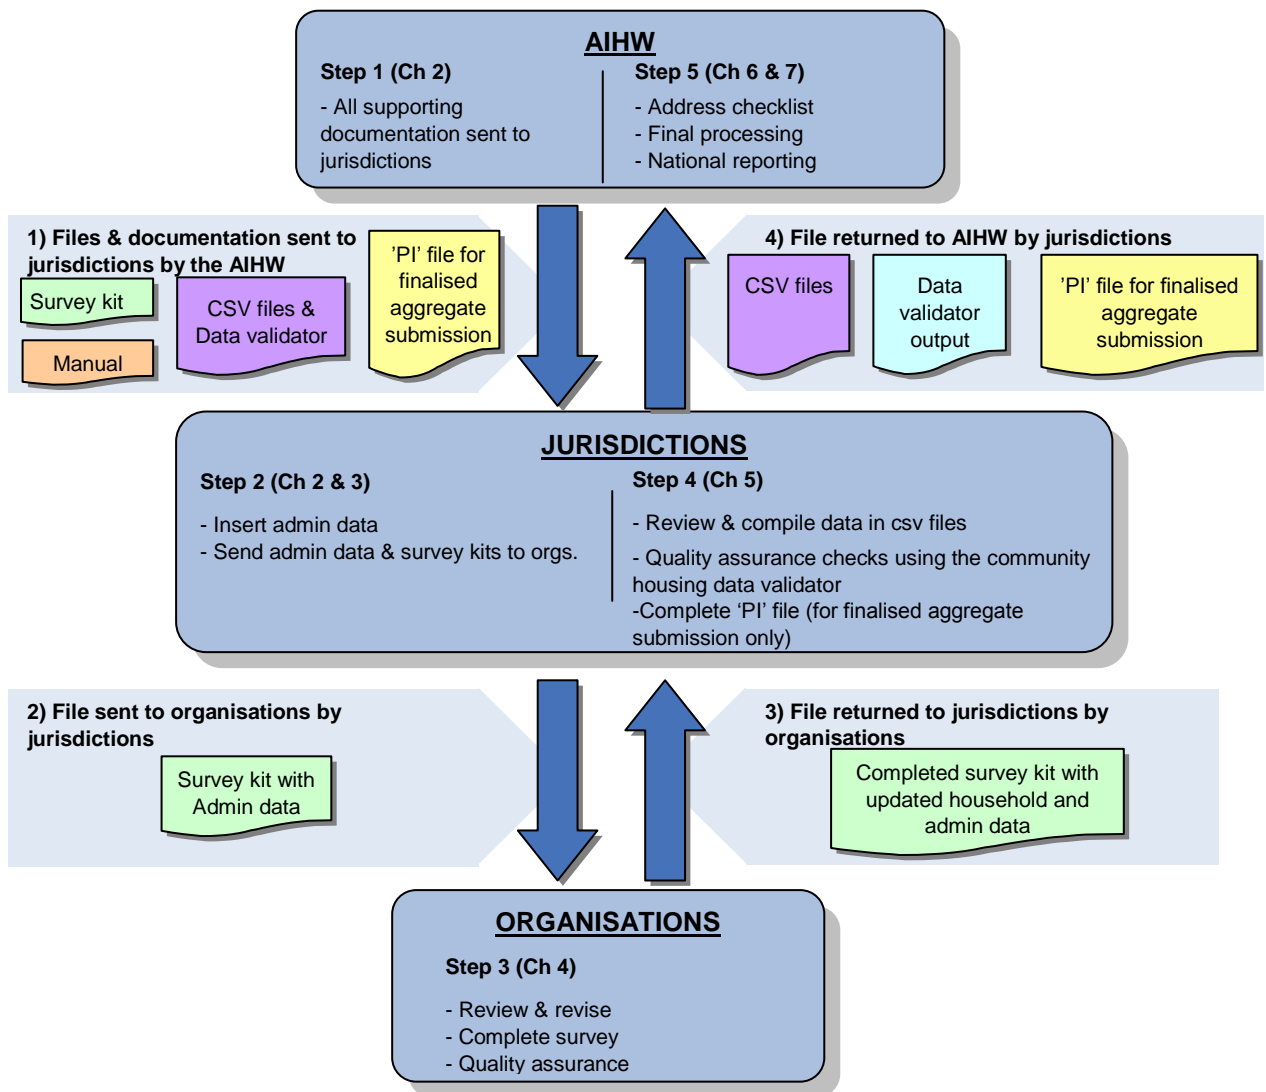 AIHW
Step 1 (Ch 2)
- All supporting
documentation sent to
jurisdictions
Step 5 (Ch 6 & 7)
- Address checklist
- Final processing
- National reporting
1) Files & documentation sent to
jurisdictions by the AIHW
Survey kit
Manual
CSV files &
Data validator
'PI' file for
finalised
aggregate
submission
4) File returned to AIHW by jurisdictions
CSV files
Data
validator
output
'PI' file for finalised
aggregate
submission
JURISDICTIONS
Step 2 (Ch 2 & 3)
- Insert admin data
- Send admin data & survey kits to orgs.
Step 4 (Ch 5)
- Review & compile data in csv files
- Quality assurance checks using the community
housing data validator
-Complete 'PI' file (for finalised aggregate
submission only)
2) File sent to organisations by
jurisdictions
Survey kit with
Admin data
3) File returned to jurisdictions by
organisations
Completed survey kit with
updated household and
admin data
ORGANISATIONS
Step 3 (Ch 4)
- Review & revise
- Complete survey
- Quality assurance